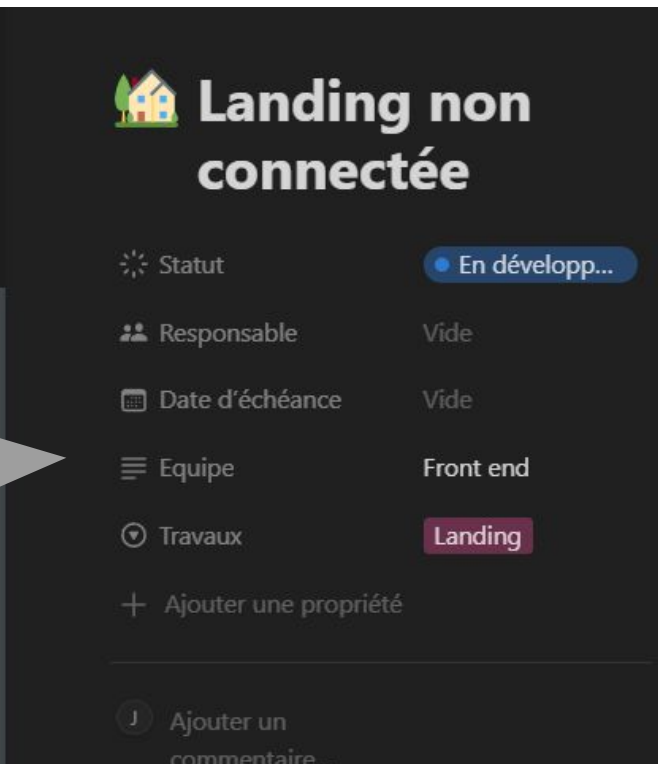 Landing non
connectée
Statut En développ...
Responsable Vide
Date d'échéance Vide
Equipe Front end
Travaux Landing
Ajouter une propriété
J Ajouter un
commentaire...